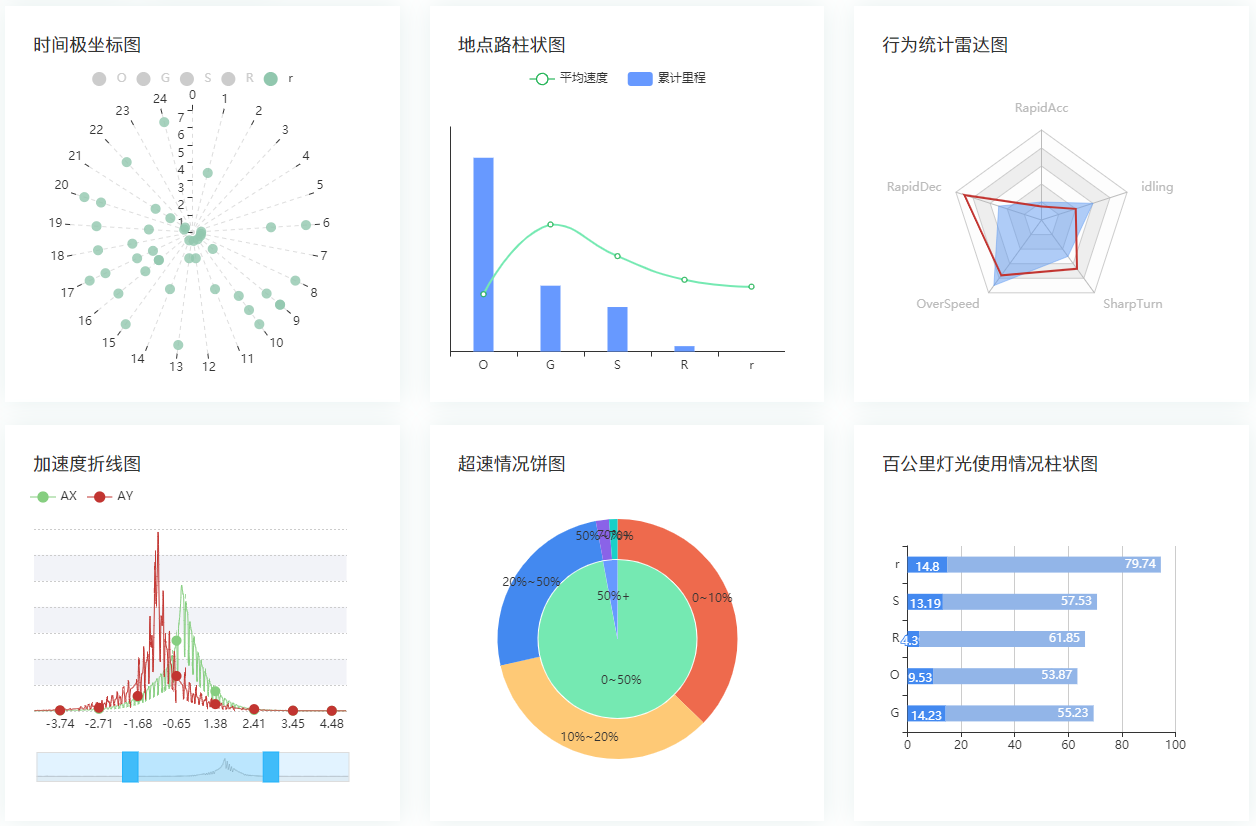 时间极坐标图
O G S R r
0 1 2 3 4 5 6 7 8 9 10 11 12 13 14 15 16 17 18 19 20 21 22 23 24
7
6
5
4
3
2
1
地点路柱状图
平均速度 累计里程
O G S R r
行为统计雷达图
RapidAcc
RapidDec
idling
OverSpeed
SharpTurn
加速度折线图
AX AY
-3.74 -2.71 -1.68 -0.65 1.38 2.41 3.45 4.48
超速情况饼图
50%~70%
70%+
20%~50%
50%+
0~10%
0~50%
10%~20%
百公里灯光使用情况柱状图
r 14.8 79.74
S 13.19 57.53
R 4.39 61.85
O 9.53 53.87
G 14.23 55.23
0 20 40 60 80 100